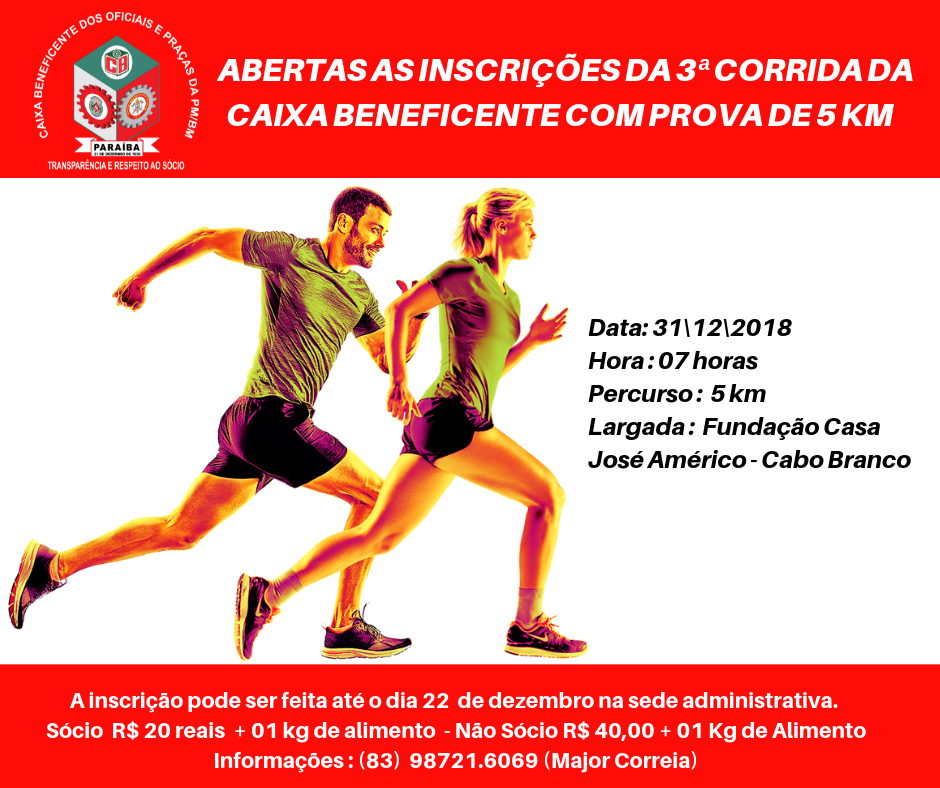 CAIXA BENEFICENTE DOS OFICIAIS E PRAÇAS DA PM/BM
CB
PARAÍBA
TRANSPARÊNCIA E RESPEITO AO SÓCIO
ABERTAS AS INSCRIÇÕES DA 3ª CORRIDA DA
CAIXA BENEFICENTE COM PROVA DE 5 KM
Data: 31\12\2018
Hora : 07 horas
Percurso : 5 km
Largada : Fundação Casa
José Américo - Cabo Branco
A inscrição pode ser feita até o dia 22 de dezembro na sede administrativa.
Sócio R$ 20 reais + 01 kg de alimento - Não Sócio R$ 40,00 + 01 Kg de Alimento
Informações : (83) 98721.6069 (Major Correia)